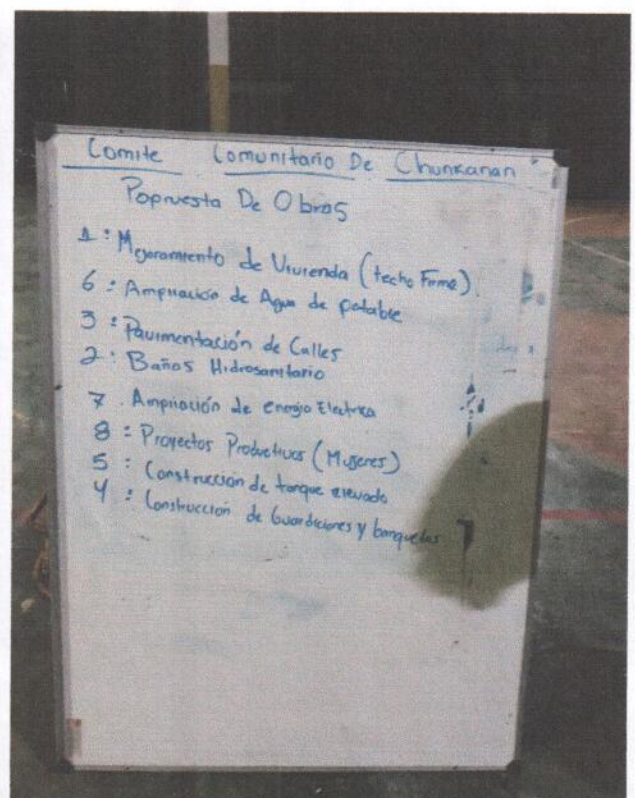 Comite Comunitario De Chunkanan
Popruesta De Obras
1: Mejoramiento de Vivienda (techo Firme).
6: Ampliación de Agua de potable
3: Pavimentación de Calles
2: Baños Hidrosanitario
7. Ampliación de energia Electrica
8: Proyectos Productivos (Mujeres)
5: Construcción de tanque elevado
4: Construcción de Guardiciones y banquetas